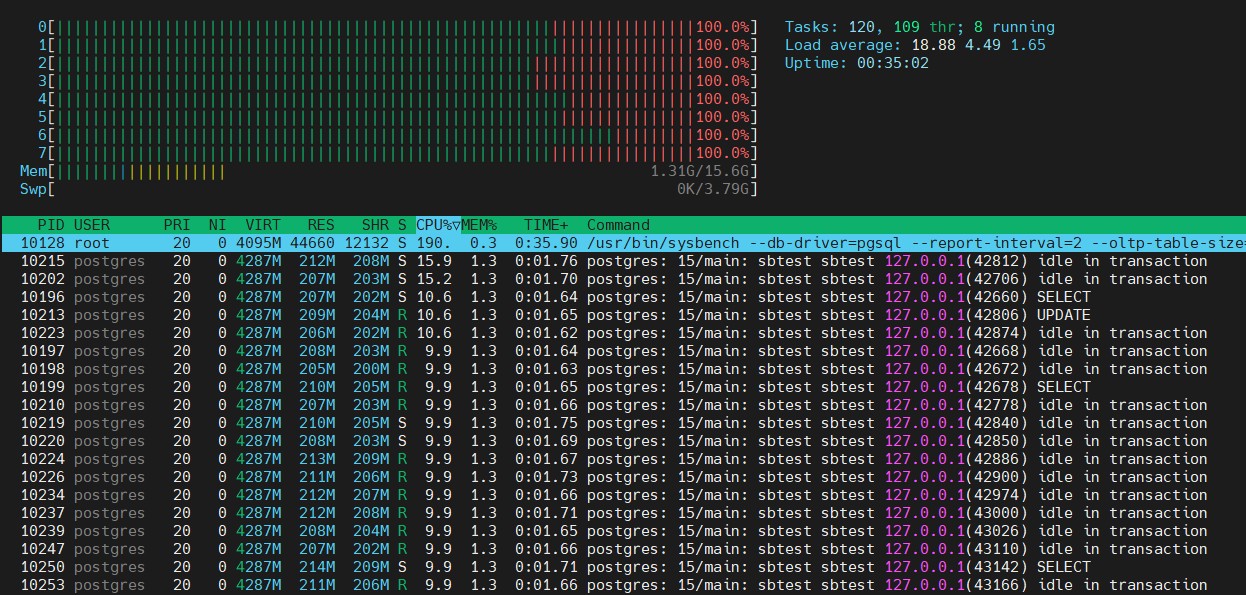 0[100.0%] Tasks: 120, 109 thr; 8 running
1[100.0%] Load average: 18.88 4.49 1.65
2[100.0%] Uptime: 00:35:02
3[100.0%]
4[100.0%]
5[100.0%]
6[100.0%]
7[100.0%]
Mem[1.31G/15.6G]
Swp[0K/3.79G]
PID USER PRI NI VIRT RES SHR S CPU%▽MEM% TIME+ Command
10128 root 20 0 4095M 44660 12132 S 190. 0.3 0:35.90 /usr/bin/sysbench --db-driver=pgsql --report-interval=2 --oltp-table-size=
10215 postgres 20 0 4287M 212M 208M S 15.9 1.3 0:01.76 postgres: 15/main: sbtest sbtest 127.0.0.1(42812) idle in transaction
10202 postgres 20 0 4287M 207M 203M S 15.2 1.3 0:01.70 postgres: 15/main: sbtest sbtest 127.0.0.1(42706) idle in transaction
10196 postgres 20 0 4287M 207M 202M S 10.6 1.3 0:01.64 postgres: 15/main: sbtest sbtest 127.0.0.1(42660) SELECT
10213 postgres 20 0 4287M 209M 204M R 10.6 1.3 0:01.65 postgres: 15/main: sbtest sbtest 127.0.0.1(42806) UPDATE
10223 postgres 20 0 4287M 206M 202M R 10.6 1.3 0:01.62 postgres: 15/main: sbtest sbtest 127.0.0.1(42874) idle in transaction
10197 postgres 20 0 4287M 208M 203M R 9.9 1.3 0:01.64 postgres: 15/main: sbtest sbtest 127.0.0.1(42668) idle in transaction
10198 postgres 20 0 4287M 205M 200M R 9.9 1.3 0:01.63 postgres: 15/main: sbtest sbtest 127.0.0.1(42672) idle in transaction
10199 postgres 20 0 4287M 210M 205M R 9.9 1.3 0:01.65 postgres: 15/main: sbtest sbtest 127.0.0.1(42678) SELECT
10210 postgres 20 0 4287M 207M 203M R 9.9 1.3 0:01.66 postgres: 15/main: sbtest sbtest 127.0.0.1(42778) idle in transaction
10219 postgres 20 0 4287M 210M 205M S 9.9 1.3 0:01.75 postgres: 15/main: sbtest sbtest 127.0.0.1(42840) idle in transaction
10220 postgres 20 0 4287M 208M 203M S 9.9 1.3 0:01.69 postgres: 15/main: sbtest sbtest 127.0.0.1(42850) idle in transaction
10224 postgres 20 0 4287M 213M 209M R 9.9 1.3 0:01.67 postgres: 15/main: sbtest sbtest 127.0.0.1(42886) idle in transaction
10226 postgres 20 0 4287M 211M 206M R 9.9 1.3 0:01.73 postgres: 15/main: sbtest sbtest 127.0.0.1(42900) idle in transaction
10234 postgres 20 0 4287M 212M 207M R 9.9 1.3 0:01.66 postgres: 15/main: sbtest sbtest 127.0.0.1(42974) idle in transaction
10237 postgres 20 0 4287M 212M 208M R 9.9 1.3 0:01.71 postgres: 15/main: sbtest sbtest 127.0.0.1(43000) idle in transaction
10239 postgres 20 0 4287M 208M 204M R 9.9 1.3 0:01.65 postgres: 15/main: sbtest sbtest 127.0.0.1(43026) idle in transaction
10247 postgres 20 0 4287M 207M 202M R 9.9 1.3 0:01.66 postgres: 15/main: sbtest sbtest 127.0.0.1(43110) idle in transaction
10250 postgres 20 0 4287M 214M 209M S 9.9 1.3 0:01.71 postgres: 15/main: sbtest sbtest 127.0.0.1(43142) SELECT
10253 postgres 20 0 4287M 211M 206M R 9.9 1.3 0:01.66 postgres: 15/main: sbtest sbtest 127.0.0.1(43166) idle in transaction